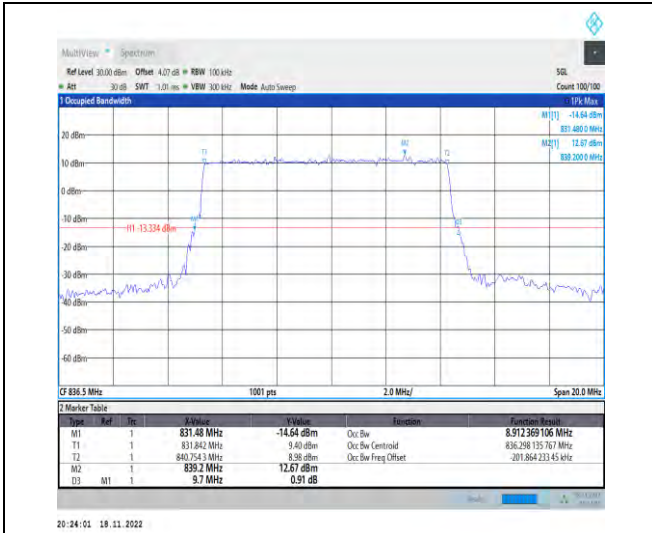 MultiView Spectrum
Ref Level 30.00 dBm Offset 4.07 dB RBW 100 kHz SGL
Att 30 dB SWT 1.01 ms VBW 300 kHz Mode Auto Sweep Count 100/100
1 Occupied Bandwidth 1Pk Max
M1[1] -14.64 dBm
831.4800 MHz
M2[1] 12.67 dBm
839.2000 MHz
20 dBm
T1 M2 T2
10 dBm
0 dBm
-10 dBm
H1 -13.334 dBm
-20 dBm
-30 dBm
-40 dBm
-50 dBm
-60 dBm
CF 836.5 MHz 1001 pts 2.0 MHz/ Span 20.0 MHz
2 Marker Table
Type Ref Trc X-Value Y-Value Function Function Result
M1 1 831.48 MHz -14.64 dBm Occ Bw 8.912 369 106 MHz
T1 1 831.842 MHz 9.40 dBm Occ Bw Centroid 836.298 135 767 MHz
T2 1 840.754 3 MHz 8.98 dBm Occ Bw Freq Offset -201.864 233 45 kHz
M2 1 839.2 MHz 12.67 dBm
D3 M1 1 9.7 MHz 0.91 dB
20:24:01 18.11.2022